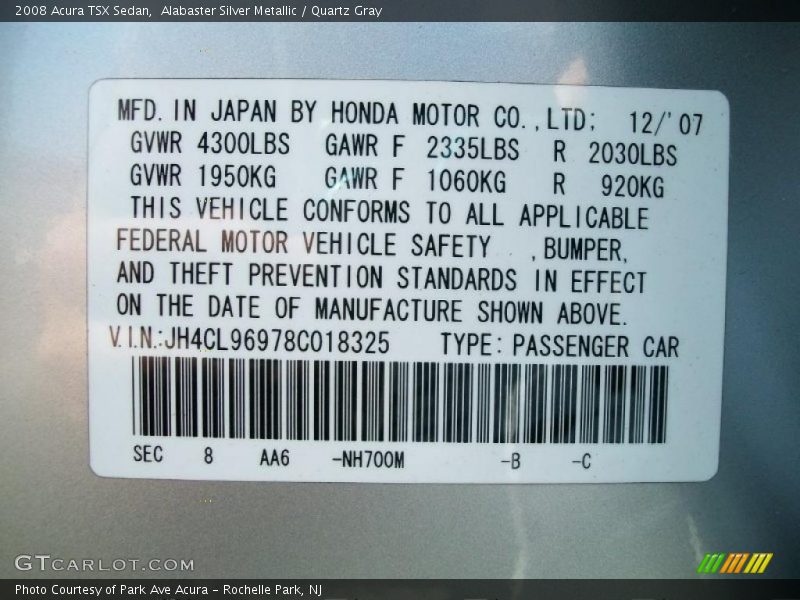 2008 Acura TSX Sedan,  Alabaster Silver Metallic / Quartz Gray
MFD. IN JAPAN BY HONDA MOTOR CO.,LTD; 12/'07
GVWR 4300LBS GAWR F 2335LBS R 2030LBS
GVWR 1950KG GAWR F 1060KG R 920KG
THIS VEHICLE CONFORMS TO ALL APPLICABLE
FEDERAL MOTOR VEHICLE SAFETY ,BUMPER,
AND THEFT PREVENTION STANDARDS IN EFFECT
ON THE DATE OF MANUFACTURE SHOWN ABOVE.
V.I.N.:JH4CL96978C018325 TYPE: PASSENGER CAR
SEC 8 AA6 -NH700M -B -C
GTCARLOT.COM
Photo Courtesy of Park Ave Acura - Rochelle Park, NJ